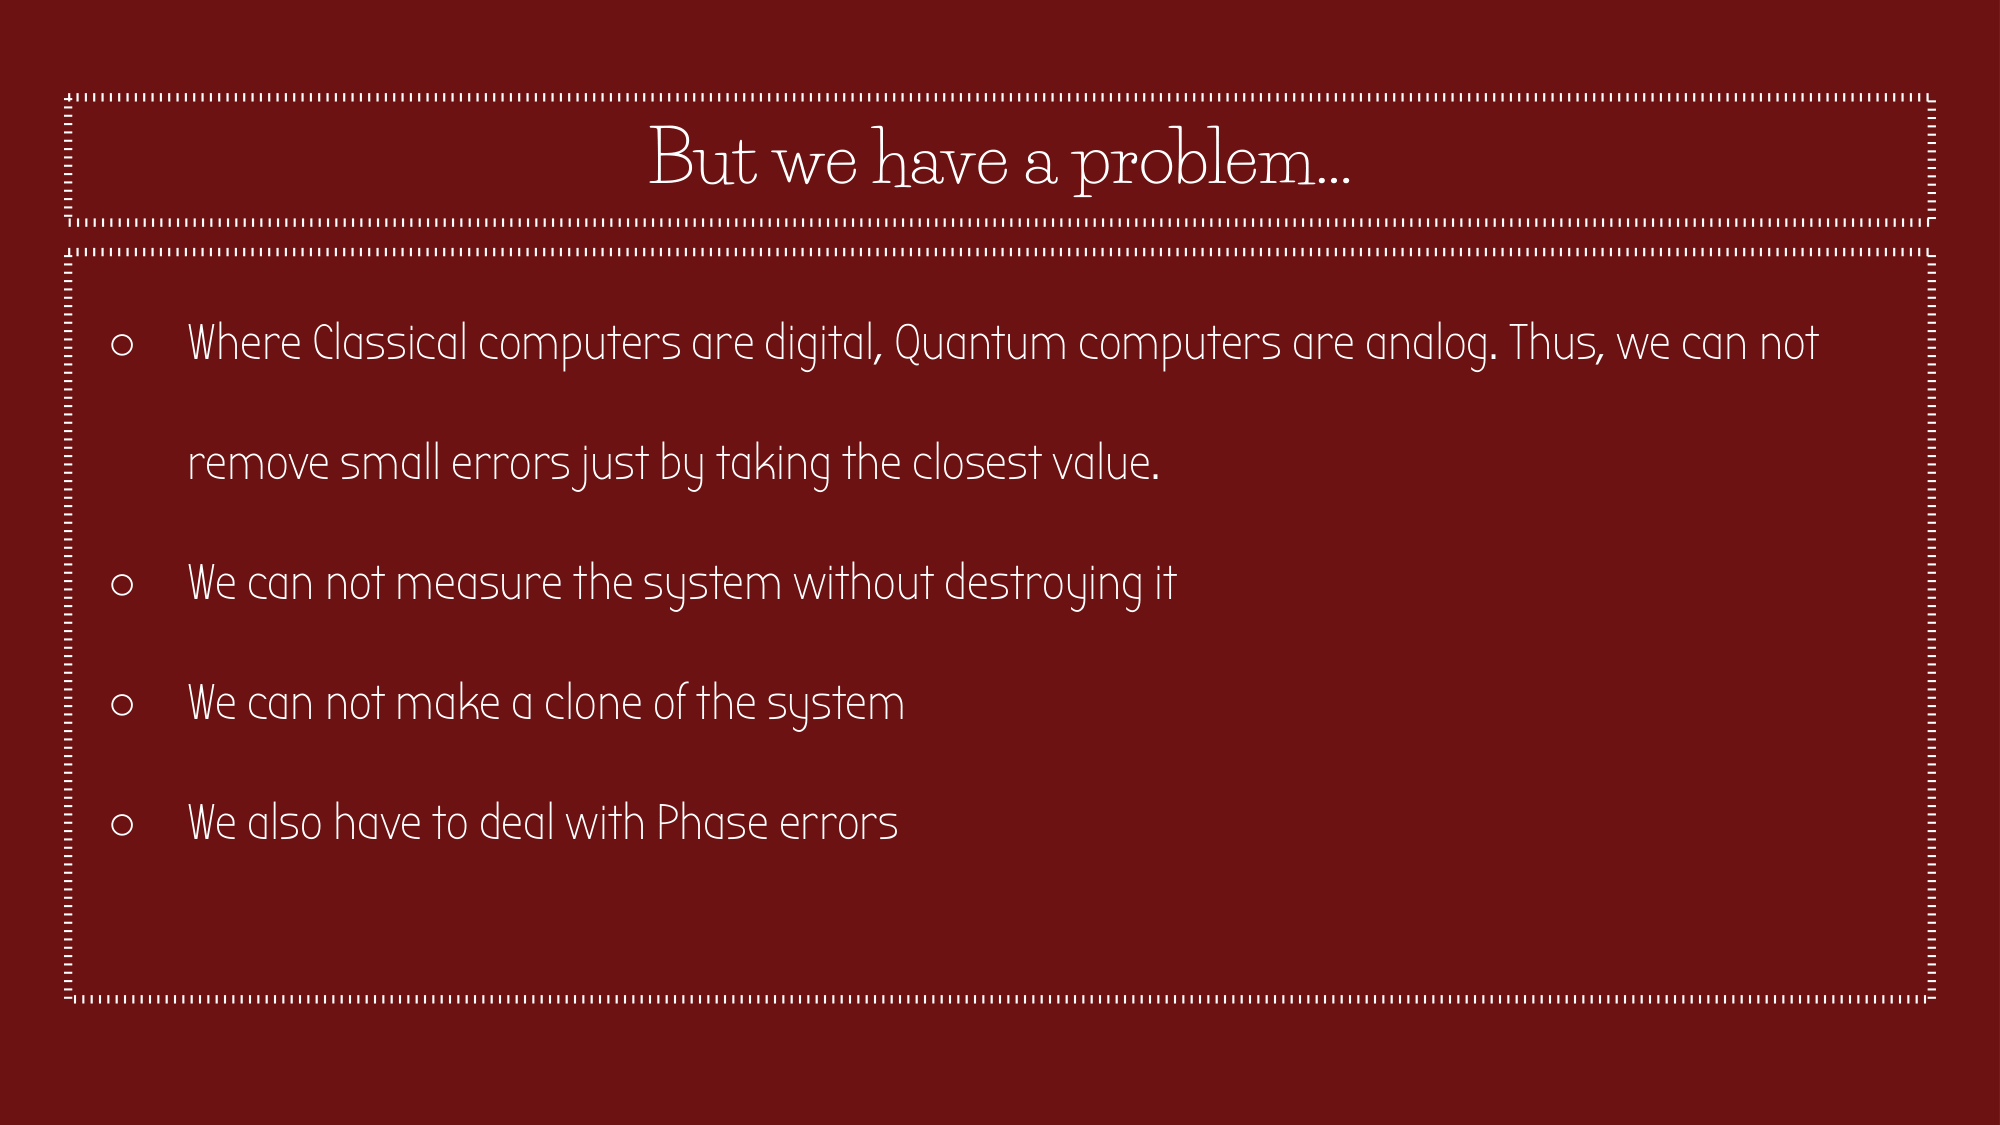 But we have a problem...
○ Where Classical computers are digital, Quantum computers are analog. Thus, we can not
remove small errors just by taking the closest value.
○ We can not measure the system without destroying it
○ We can not make a clone of the system
○ We also have to deal with Phase errors